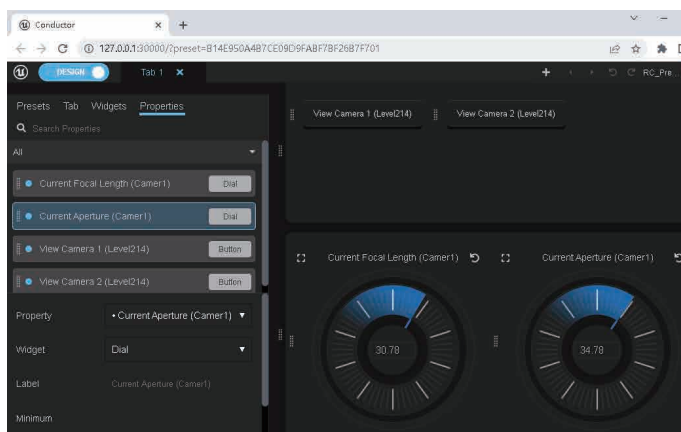 Conductor
127.0.0.1:30000/?preset=B14E950A4B7CE09D9FABF7BF26B7F701
DESIGN
Tab 1
RC_Pre...
Presets Tab Widgets Properties
Search Properties
All
Current Focal Length (Camer1) Dial
Current Aperture (Camer1) Dial
View Camera 1 (Level214) Button
View Camera 2 (Level214) Button
Property • Current Aperture (Camer1)
Widget Dial
Label Current Aperture (Camer1)
Minimum
View Camera 1 (Level214) View Camera 2 (Level214)
Current Focal Length (Camer1) Current Aperture (Camer1)
30.78 34.78